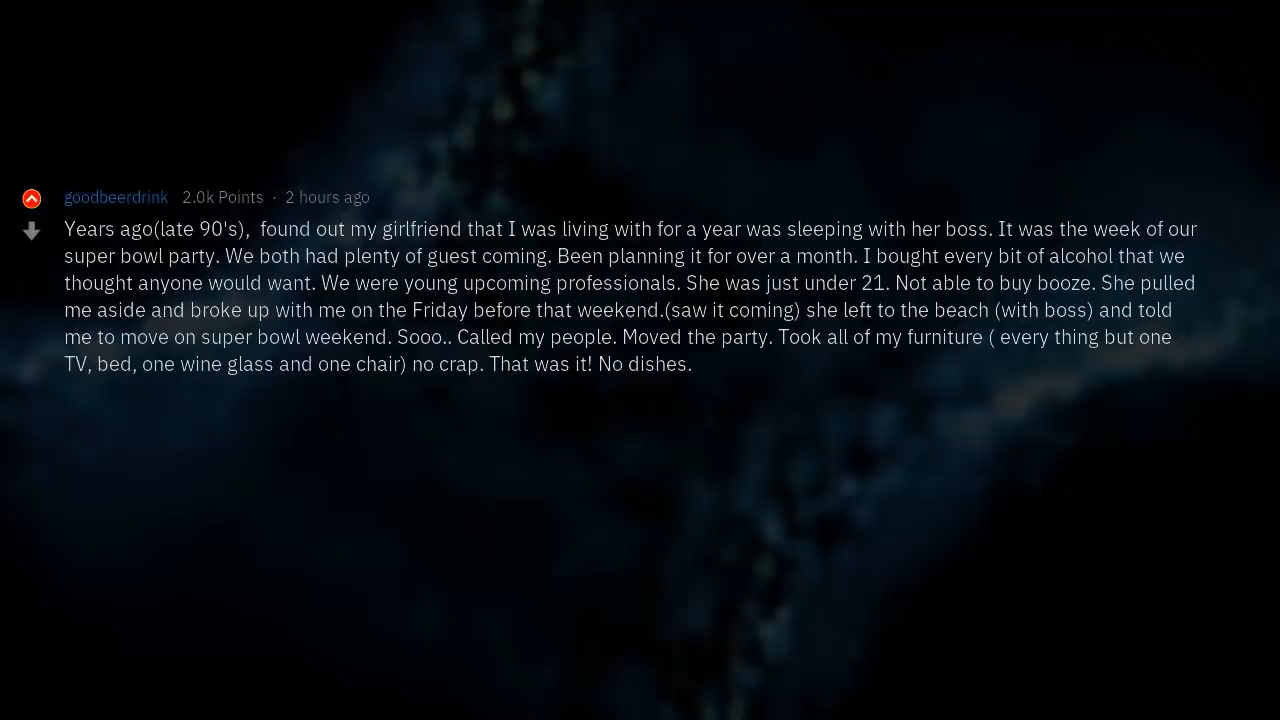 goodbeerdrink 2.0k Points · 2 hours ago
Years ago(late 90's),  found out my girlfriend that I was living with for a year was sleeping with her boss. It was the week of our
super bowl party. We both had plenty of guest coming. Been planning it for over a month. I bought every bit of alcohol that we
thought anyone would want. We were young upcoming professionals. She was just under 21. Not able to buy booze. She pulled
me aside and broke up with me on the Friday before that weekend.(saw it coming) she left to the beach (with boss) and told
me to move on super bowl weekend. Sooo.. Called my people. Moved the party. Took all of my furniture ( every thing but one
TV, bed, one wine glass and one chair) no crap. That was it! No dishes.